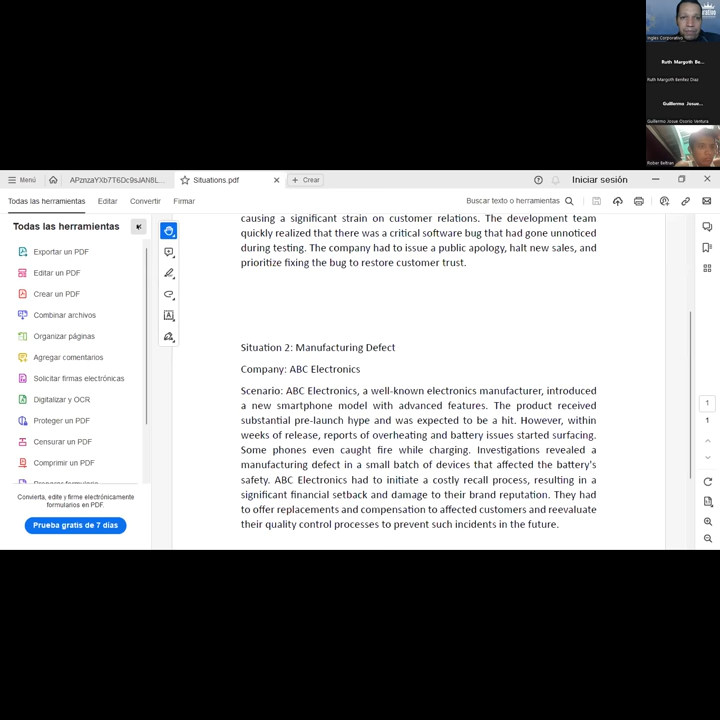 Ingles Corporativo
Ruth Margoth Be...
Ruth Margoth Benitez Diaz
Guillermo Josue...
Guillermo Josue Osorio Ventura
Rober Beltran
Menú
APznzaYXb7T6Dc9sJAN8L...
Situations.pdf
Crear
Iniciar sesión
Todas las herramientas
Editar
Convertir
Firmar
Buscar texto o herramientas
Todas las herramientas
Exportar un PDF
Editar un PDF
Crear un PDF
Combinar archivos
Organizar páginas
Agregar comentarios
Solicitar firmas electrónicas
Digitalizar y OCR
Proteger un PDF
Censurar un PDF
Comprimir un PDF
Convierta, edite y firme electrónicamente
formularios en PDF.
Prueba gratis de 7 días
causing a significant strain on customer relations. The development team
quickly realized that there was a critical software bug that had gone unnoticed
during testing. The company had to issue a public apology, halt new sales, and
prioritize fixing the bug to restore customer trust.
Situation 2: Manufacturing Defect
Company: ABC Electronics
Scenario: ABC Electronics, a well-known electronics manufacturer, introduced
a new smartphone model with advanced features. The product received
substantial pre-launch hype and was expected to be a hit. However, within
weeks of release, reports of overheating and battery issues started surfacing.
Some phones even caught fire while charging. Investigations revealed a
manufacturing defect in a small batch of devices that affected the battery's
safety. ABC Electronics had to initiate a costly recall process, resulting in a
significant financial setback and damage to their brand reputation. They had
to offer replacements and compensation to affected customers and reevaluate
their quality control processes to prevent such incidents in the future.
1
1